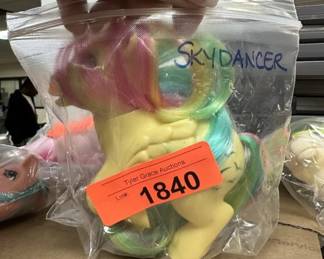 SKYDANCER
Tyler Grace Auctions
Lot#: 1840